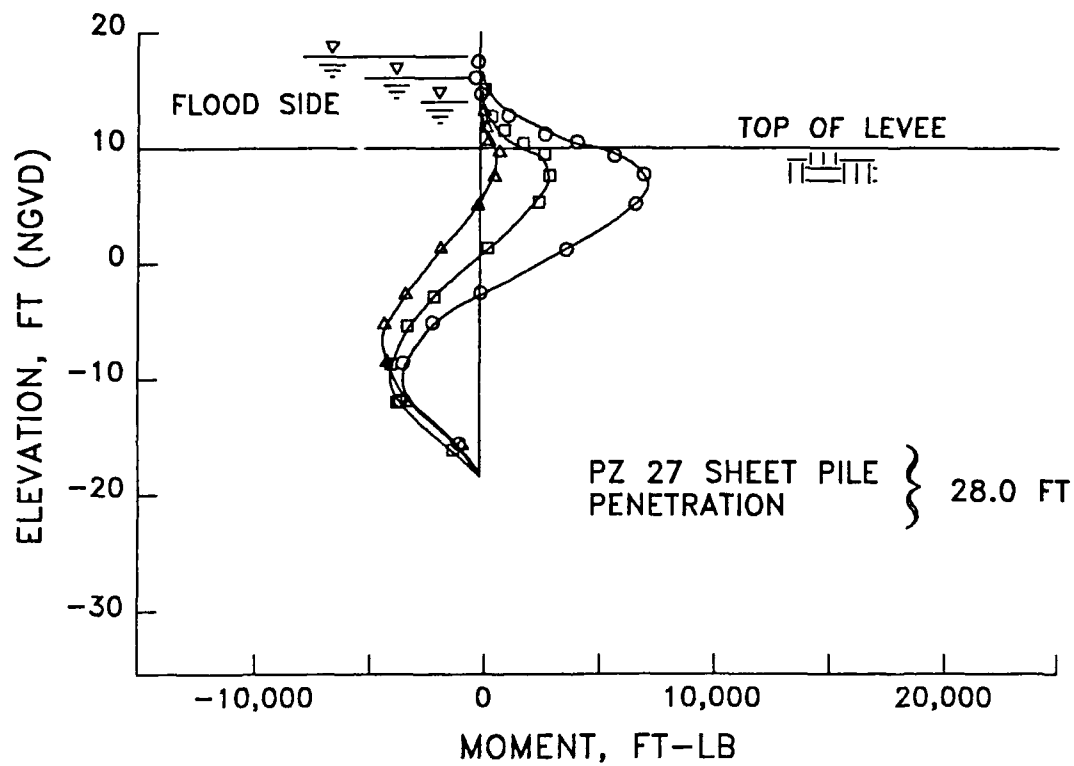 20
FLOOD SIDE
TOP OF LEVEE
10
0
-10
PZ 27 SHEET PILE
PENETRATION
28.0 FT
-20
-30
ELEVATION, FT (NGVD)
-10,000
0
10,000
20,000
MOMENT, FT-LB